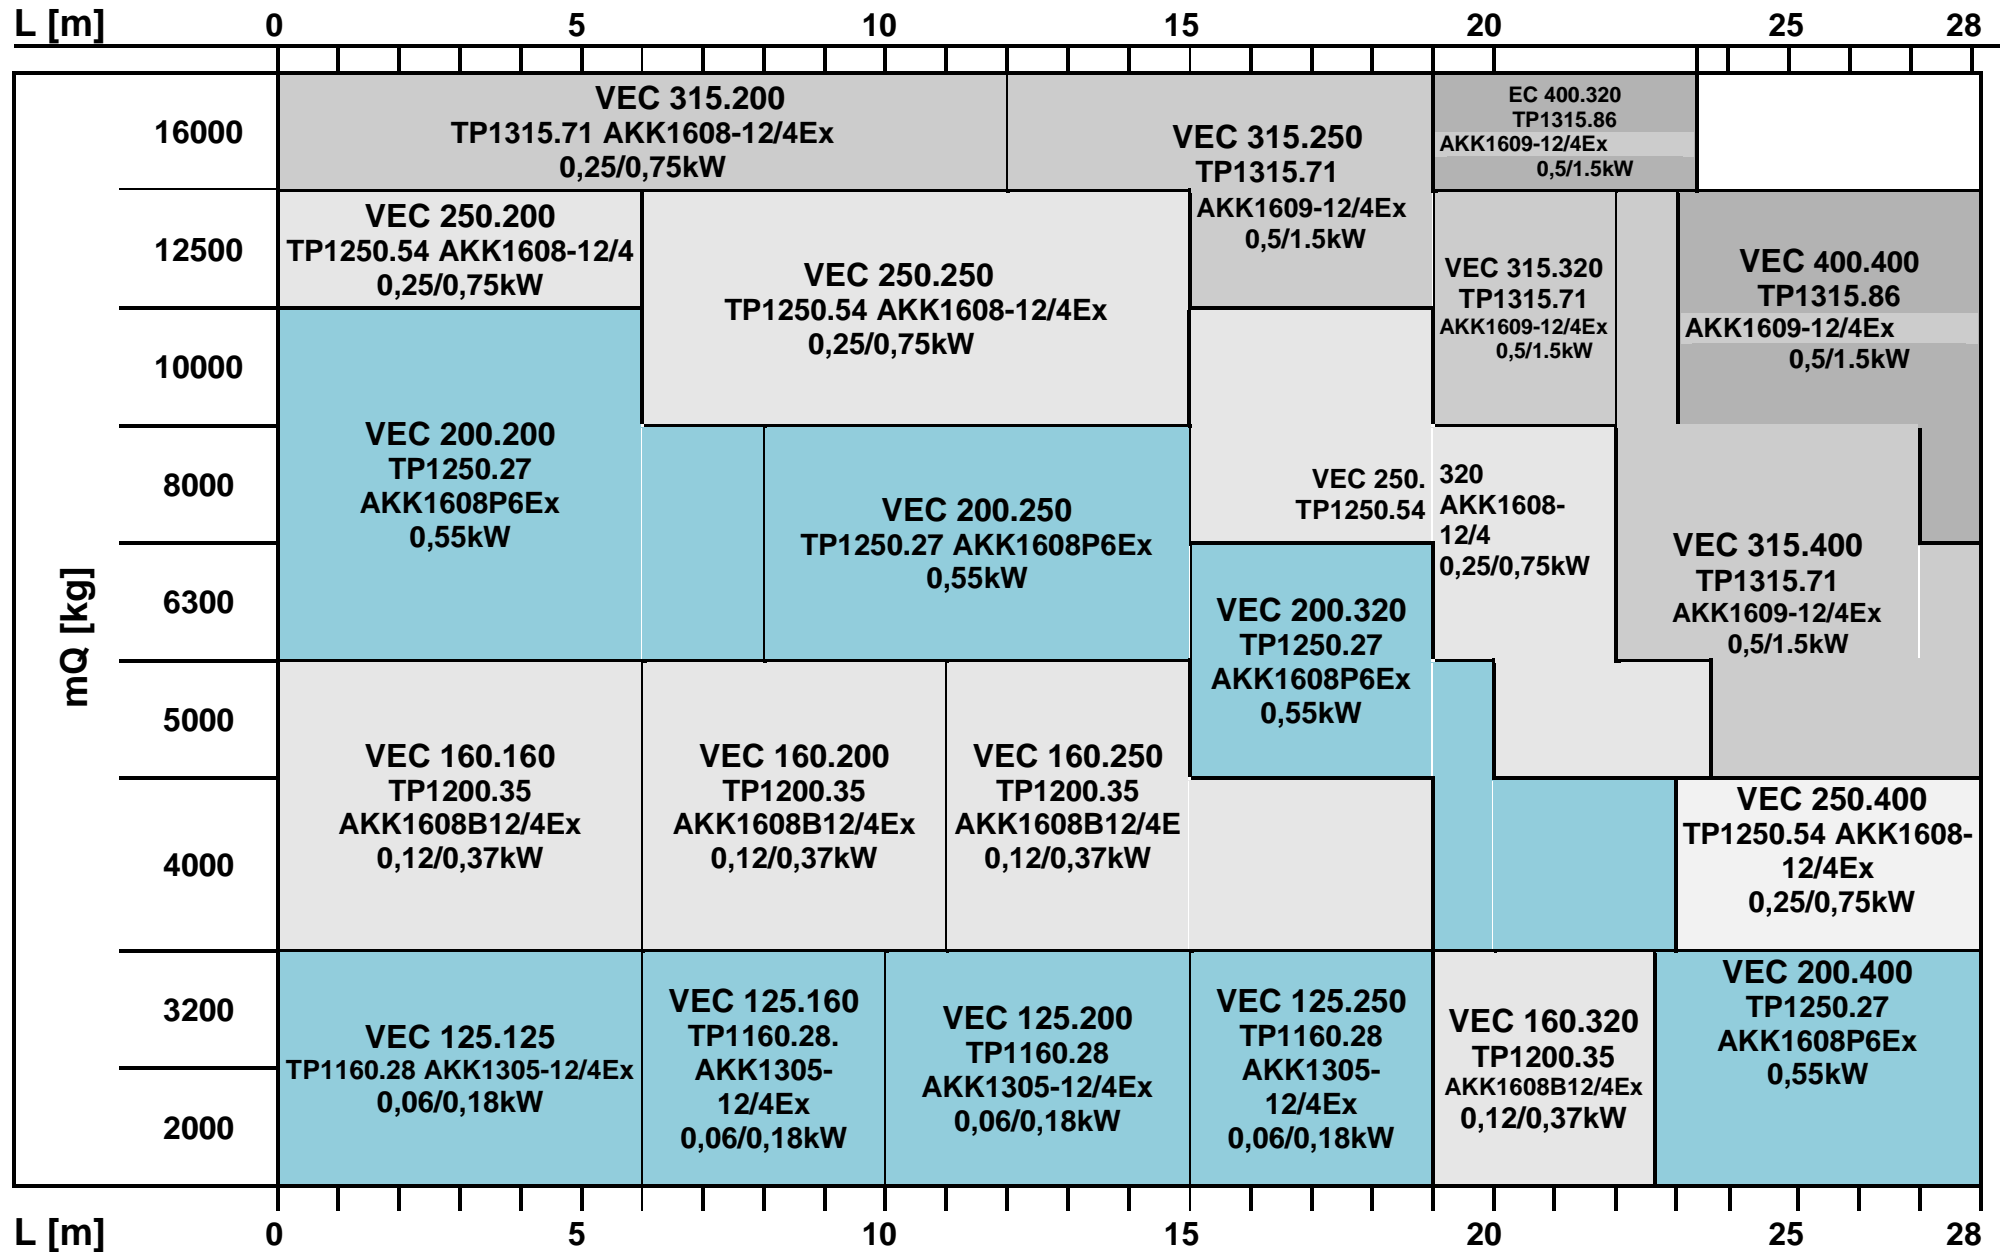 L [m] 0 5 10 15 20 25 28
mQ [kg]
16000
VEC 315.200
TP1315.71 AKK1608-12/4Ex
0,25/0,75kW
VEC 315.250
TP1315.71
AKK1609-12/4Ex
0,5/1.5kW
EC 400.320
TP1315.86
AKK1609-12/4Ex
0,5/1.5kW
12500
VEC 250.200
TP1250.54 AKK1608-12/4
0,25/0,75kW
VEC 250.250
TP1250.54 AKK1608-12/4Ex
0,25/0,75kW
VEC 315.320
TP1315.71
AKK1609-12/4Ex
0,5/1.5kW
VEC 400.400
TP1315.86
AKK1609-12/4Ex
0,5/1.5kW
10000
VEC 200.200
TP1250.27
AKK1608P6Ex
0,55kW
8000
VEC 200.250
TP1250.27 AKK1608P6Ex
0,55kW
VEC 250.
TP1250.54
320
AKK1608-
12/4
0,25/0,75kW
VEC 315.400
TP1315.71
AKK1609-12/4Ex
0,5/1.5kW
6300
VEC 200.320
TP1250.27
AKK1608P6Ex
0,55kW
5000
VEC 160.160
TP1200.35
AKK1608B12/4Ex
0,12/0,37kW
VEC 160.200
TP1200.35
AKK1608B12/4Ex
0,12/0,37kW
VEC 160.250
TP1200.35
AKK1608B12/4E
0,12/0,37kW
4000
VEC 250.400
TP1250.54 AKK1608-
12/4Ex
0,25/0,75kW
3200
VEC 125.125
TP1160.28 AKK1305-12/4Ex
0,06/0,18kW
VEC 125.160
TP1160.28.
AKK1305-
12/4Ex
0,06/0,18kW
VEC 125.200
TP1160.28
AKK1305-12/4Ex
0,06/0,18kW
VEC 125.250
TP1160.28
AKK1305-
12/4Ex
0,06/0,18kW
VEC 160.320
TP1200.35
AKK1608B12/4Ex
0,12/0,37kW
VEC 200.400
TP1250.27
AKK1608P6Ex
0,55kW
2000
L [m] 0 5 10 15 20 25 28